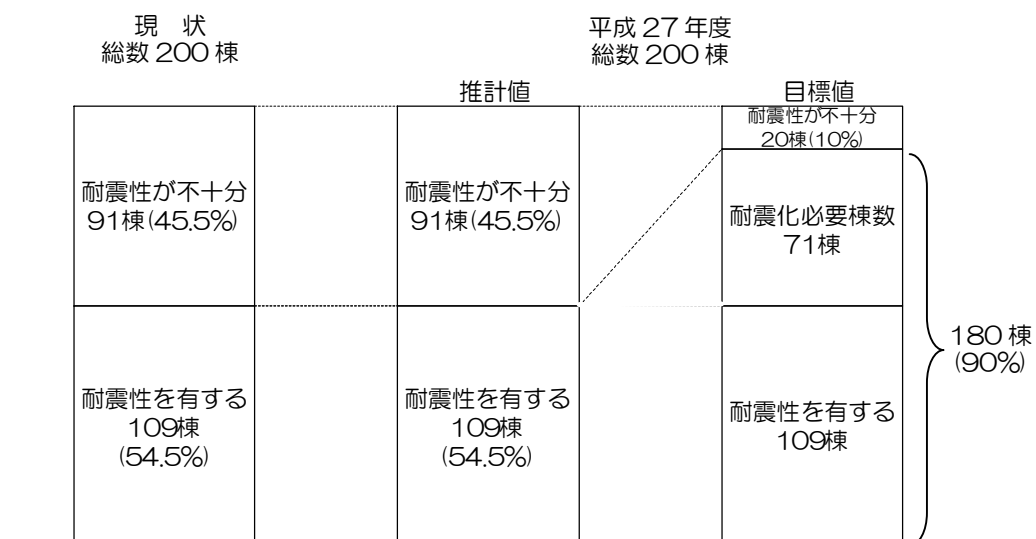 現　状
総数 200 棟
平成 27 年度
総数 200 棟
推計値
目標値
耐震性が不十分
91棟(45.5%)
耐震性を有する
109棟
(54.5%)
耐震性が不十分
91棟(45.5%)
耐震性を有する
109棟
(54.5%)
耐震性が不十分
20棟(10%)
耐震化必要棟数
71棟
耐震性を有する
109棟
180 棟
(90%)